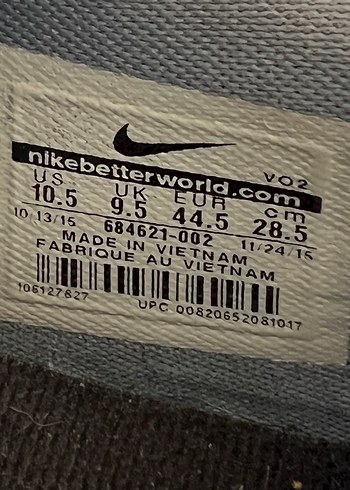 nikebetterworld.com VO2
US UK EUR cm
10.5 9.5 44.5 28.5
10/13/15 684621-002 11/24/15
MADE IN VIETNAM
FABRIQUE AU VIETNAM
106127827 UPC 00820652081017